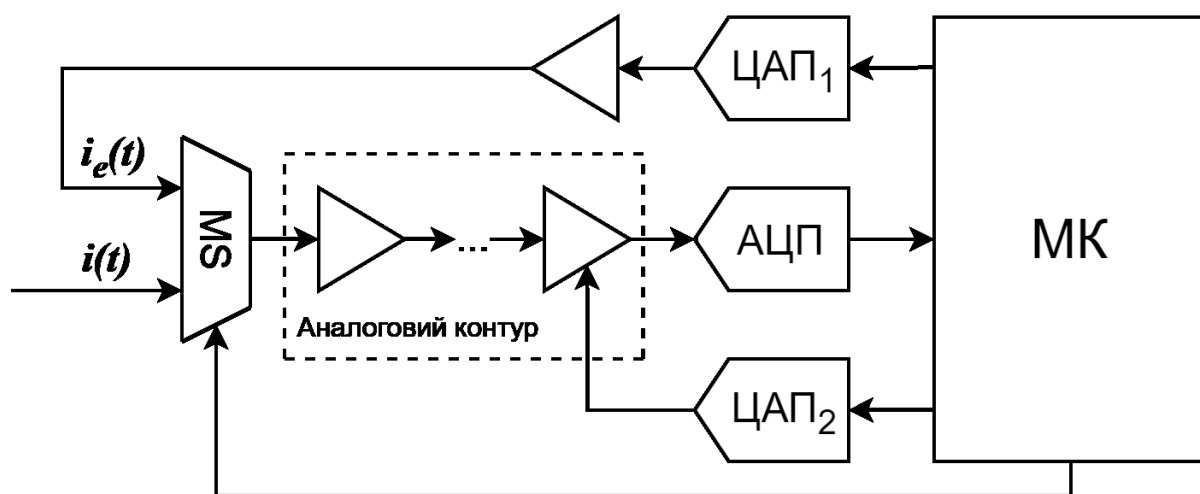 ЦАП₁
iₑ(t)
MS
...
АЦП
МК
i(t)
Аналоговий контур
ЦАП₂